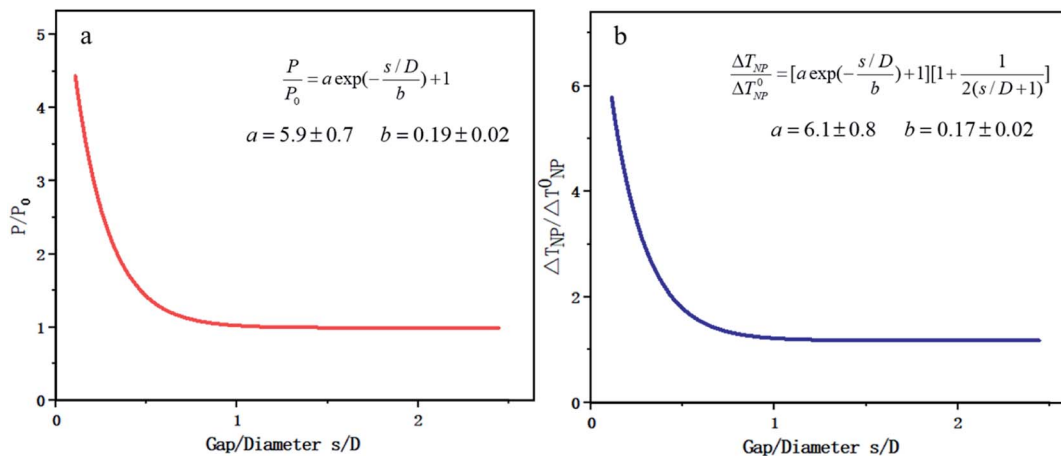 a
P/P₀ = a exp(−(s/D)/b)+1
a = 5.9±0.7 b = 0.19±0.02
5
4
3
2
1
0
P/P₀
0 1 2
Gap/Diameter s/D
b
ΔT_NP/ΔT⁰_NP = [a exp(−(s/D)/b)+1][1+1/(2(s/D+1))]
a = 6.1±0.8 b = 0.17±0.02
6
4
2
0
△T_NP/△T⁰_NP
0 1 2
Gap/Diameter s/D